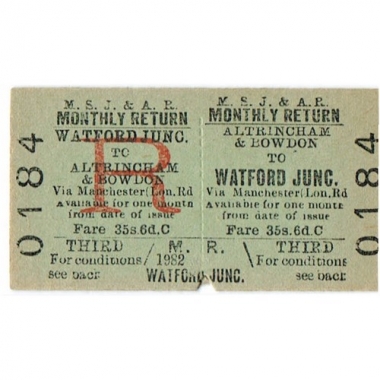 0184
M. S. J. & A. R.
MONTHLY RETURN
WATFORD JUNC.
TO
ALTRINCHAM
& BOWDON
Via Manchester(Lon.Rd
Available for one month
from date of issue
Fare 35s.6d.C
THIRD / M.
For conditions / 1982
see back
R
M. S. J. & A. R.
MONTHLY RETURN
ALTRINCHAM
& BOWDON
TO
WATFORD JUNC.
Via Manchester(Lon.Rd
Available for one month
from date of issue
Fare 35s.6d.C
R. \ THIRD
\ For conditions
see back
WATFORD JUNC.
0184